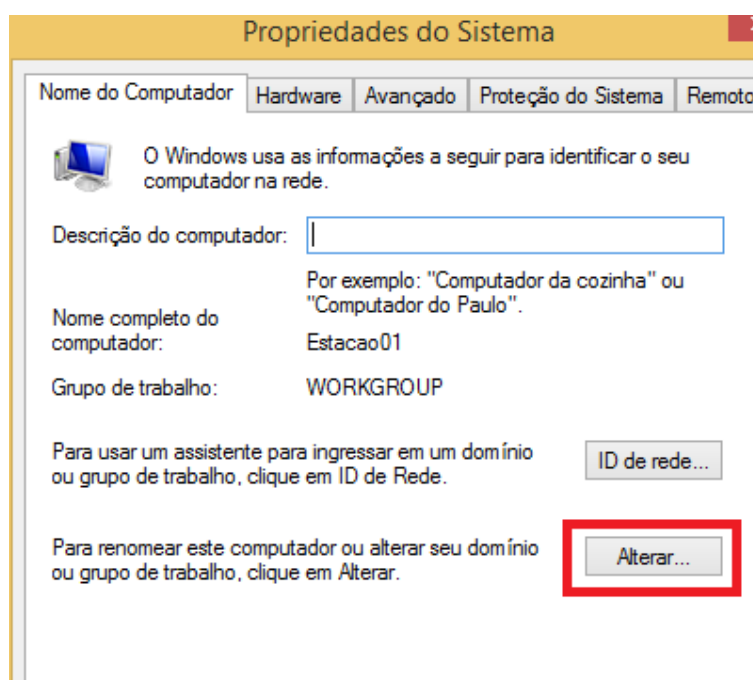 Propriedades do Sistema
Nome do Computador Hardware Avançado Proteção do Sistema Remoto
O Windows usa as informações a seguir para identificar o seu
computador na rede.
Descrição do computador:
Por exemplo: "Computador da cozinha" ou
"Computador do Paulo".
Nome completo do
computador:
Estacao01
Grupo de trabalho: WORKGROUP
Para usar um assistente para ingressar em um domínio
ou grupo de trabalho, clique em ID de Rede.
ID de rede...
Para renomear este computador ou alterar seu domínio
ou grupo de trabalho, clique em Alterar.
Alterar...